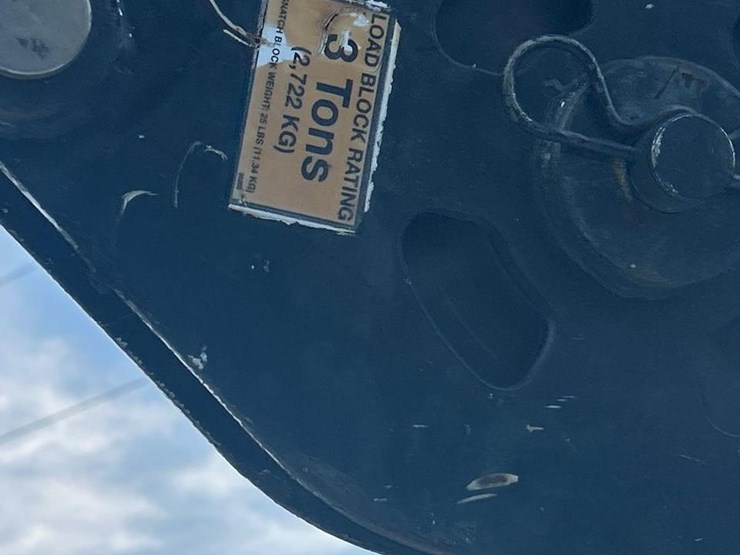 LOAD BLOCK RATING
3 Tons
(2,722 KG)
SNATCH BLOCK WEIGHT: 25 LBS (11.34 KG)